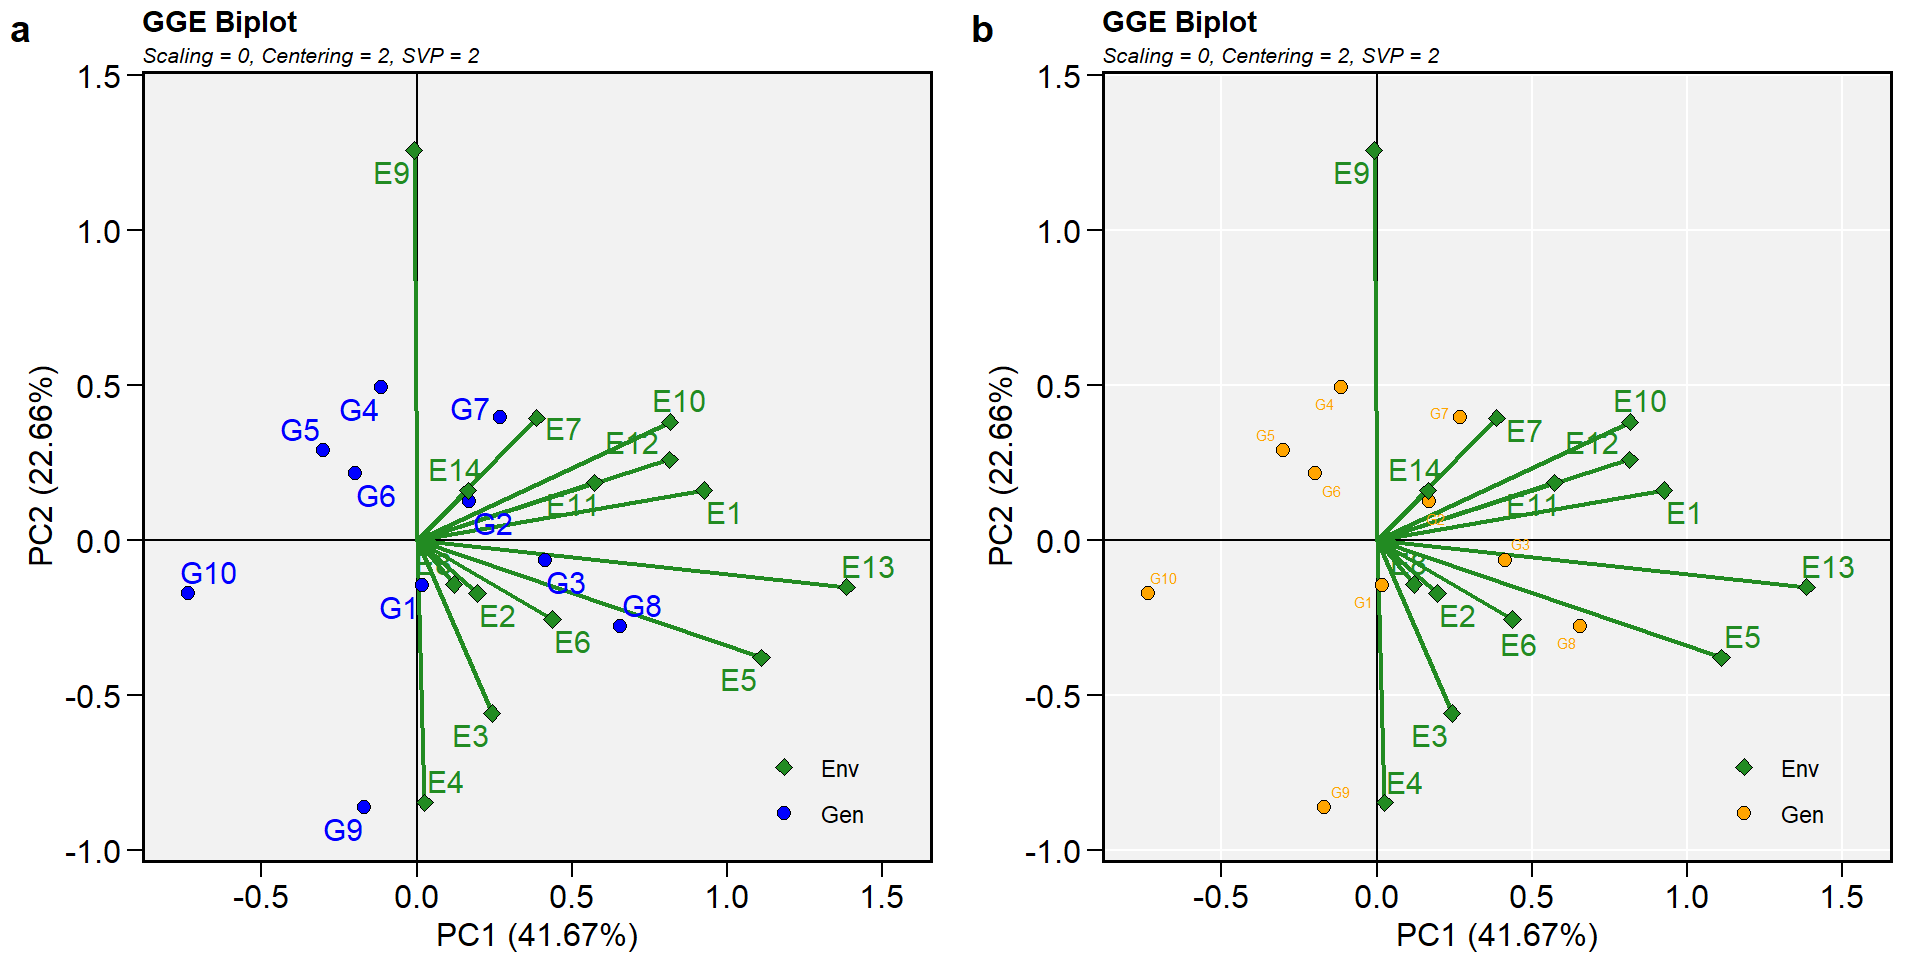 a
GGE Biplot
Scaling = 0, Centering = 2, SVP = 2
1.5
1.0
0.5
0.0
-0.5
-1.0
PC2 (22.66%)
E9
G4
G5
G6
G7
E7
E10
E12
E14
E11
G2
E1
G10
G1
E2
G3
E13
G8
E6
E5
E3
E4
G9
Env
Gen
-0.5
0.0
0.5
1.0
1.5
PC1 (41.67%)
b
GGE Biplot
Scaling = 0, Centering = 2, SVP = 2
1.5
1.0
0.5
0.0
-0.5
-1.0
PC2 (22.66%)
E9
G4
G5
G6
G7
E7
E10
E12
E14
E11
G2
E1
G10
G1
E8
E2
G3
E13
G8
E6
E5
E3
E4
G9
Env
Gen
-0.5
0.0
0.5
1.0
1.5
PC1 (41.67%)